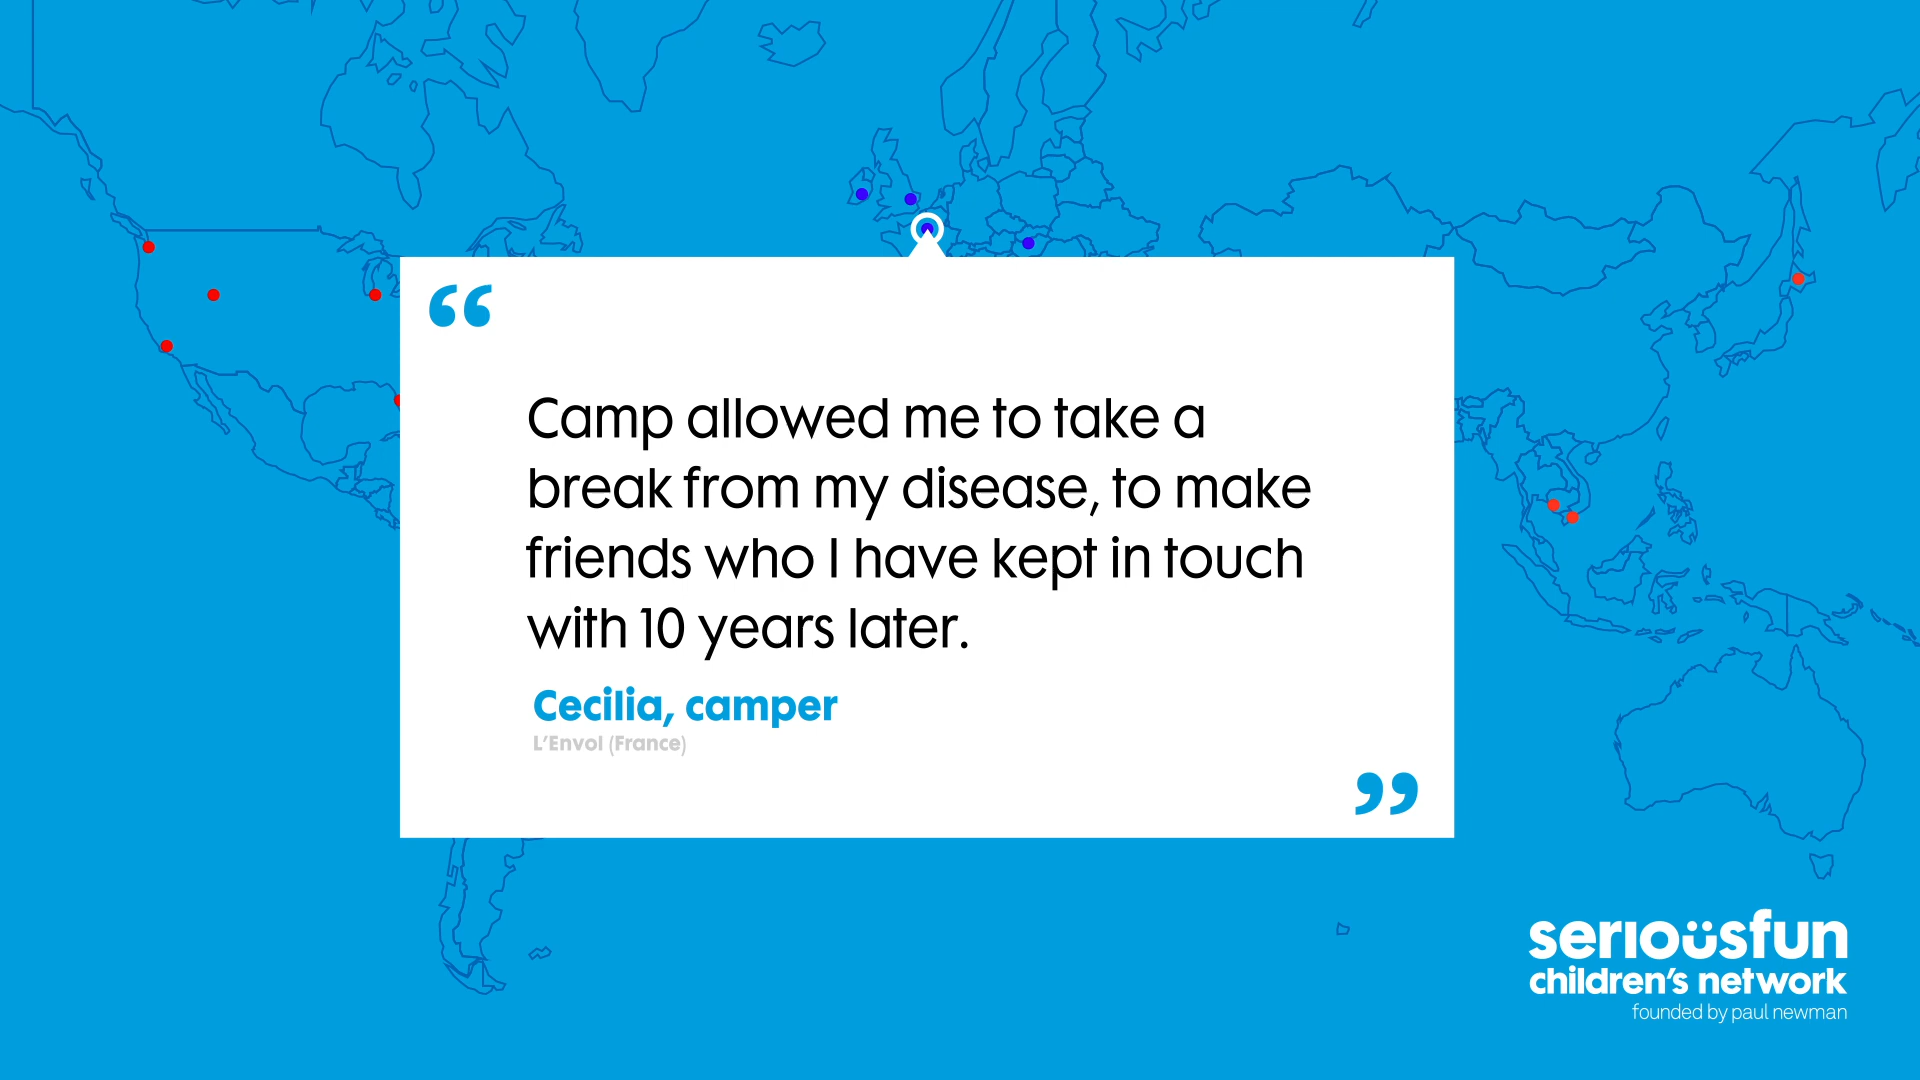 “
Camp allowed me to take a
break from my disease, to make
friends who I have kept in touch
with 10 years later.
Cecilia, camper
L’Envol (France)
”
serioüsfun
children’s network
founded by paul newman